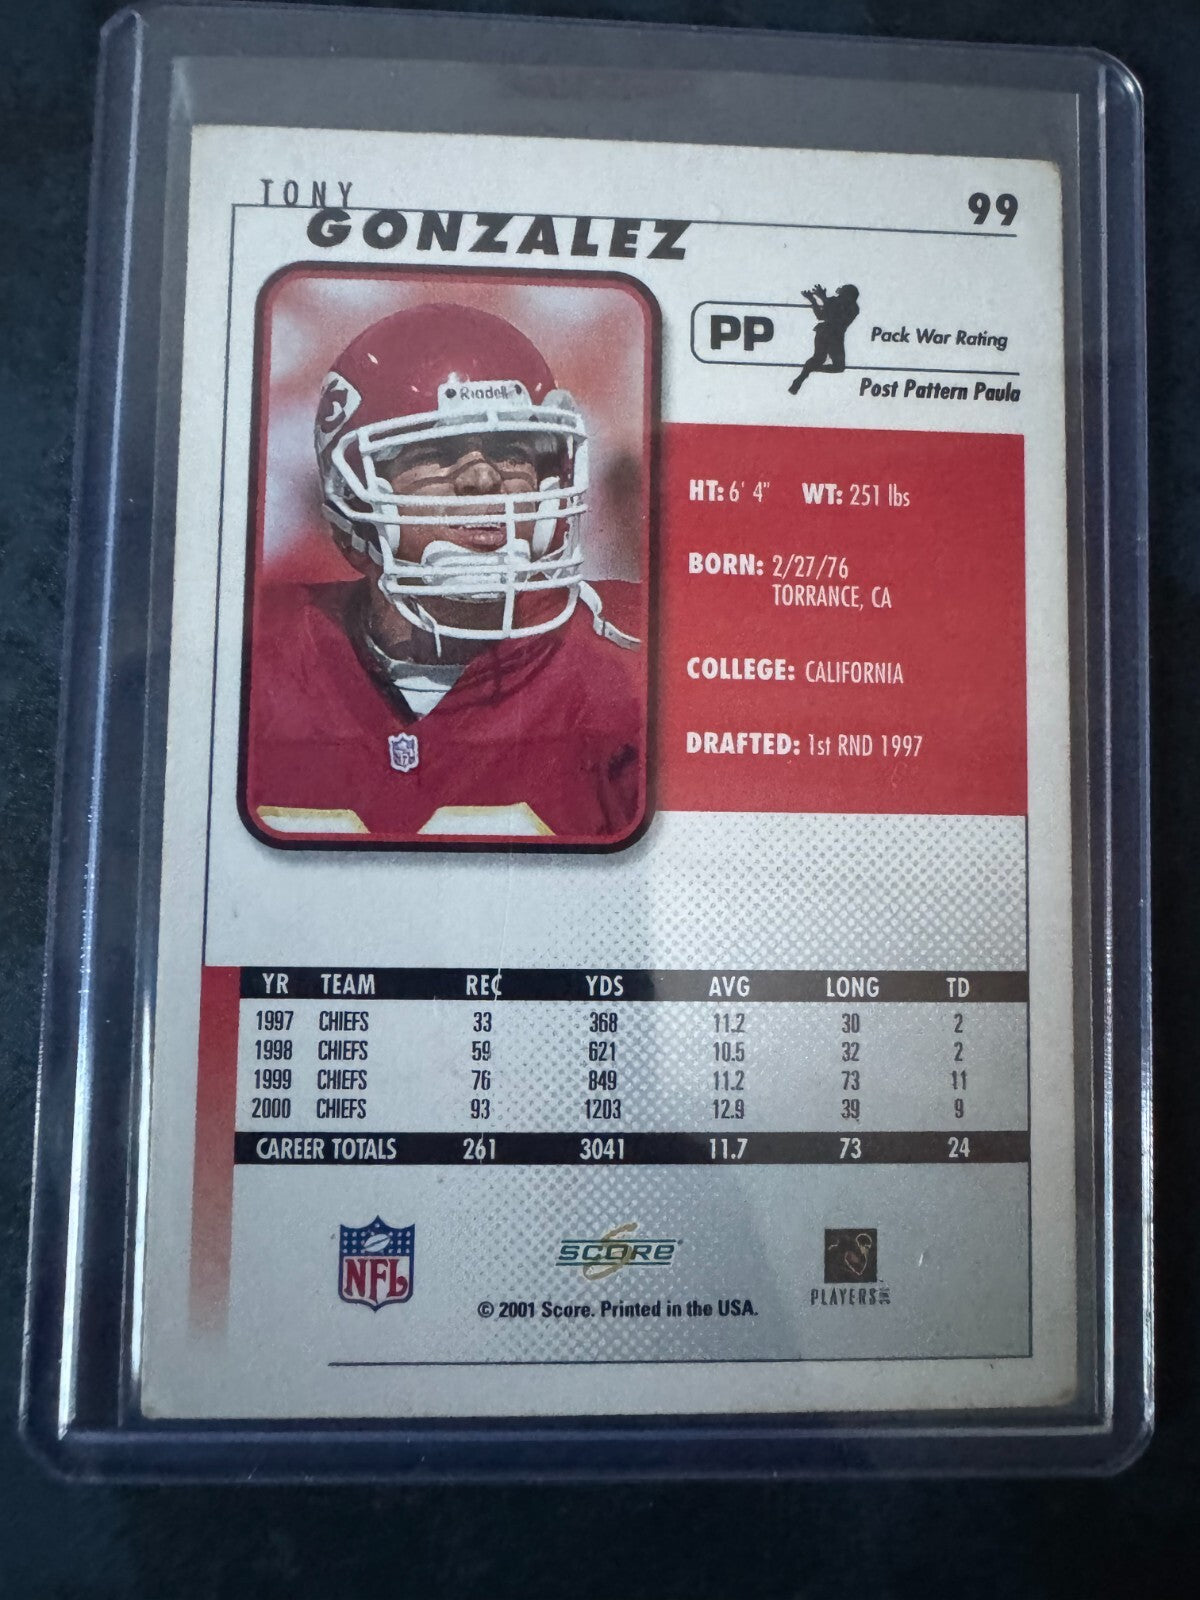 TONY
GONZALEZ
99
PP
Pack War Rating
Post Pattern Paula
Riddell
HT: 6' 4" WT: 251 lbs
BORN: 2/27/76
TORRANCE, CA
COLLEGE: CALIFORNIA
DRAFTED: 1st RND 1997
YR TEAM REC YDS AVG LONG TD
1997 CHIEFS 33 368 11.2 30 2
1998 CHIEFS 59 621 10.5 32 2
1999 CHIEFS 76 849 11.2 73 11
2000 CHIEFS 93 1203 12.9 39 9
CAREER TOTALS 261 3041 11.7 73 24
NFL
SCORE
© 2001 Score. Printed in the USA.
PLAYERS